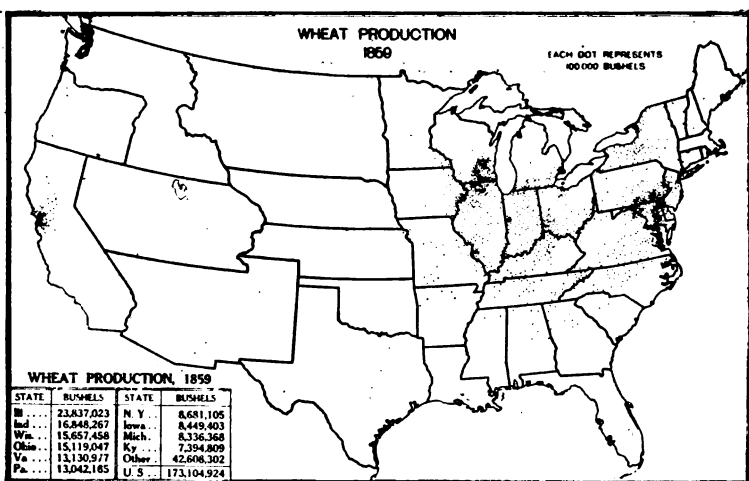 WHEAT PRODUCTION
1859
EACH DOT REPRESENTS
100 000 BUSHELS
WHEAT PRODUCTION, 1859
STATE BUSHELS STATE BUSHELS
Ill.... 23,837,023 N. Y... 8,681,105
Ind.... 16,848,267 Iowa... 8,449,403
Wis.... 15,657,458 Mich.. 8,336,368
Ohio... 15,119,047 Ky.... 7,394,809
Va.... 13,130,977 Other. 42,608,302
Pa.... 13,042,165 U. S.. 173,104,924